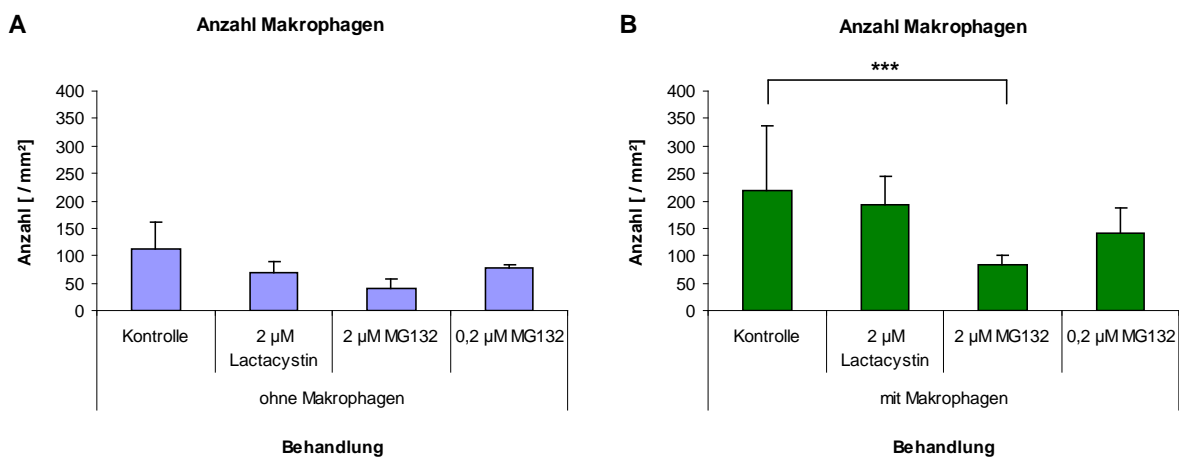 A
Anzahl Makrophagen
400
350
300
250
200
150
100
50
0
Anzahl [ / mm²]
Kontrolle
2 µM
Lactacystin
2 µM MG132
0,2 µM MG132
ohne Makrophagen
Behandlung
B
Anzahl Makrophagen
***
400
350
300
250
200
150
100
50
0
Anzahl [ / mm²]
Kontrolle
2 µM
Lactacystin
2 µM MG132
0,2 µM MG132
mit Makrophagen
Behandlung